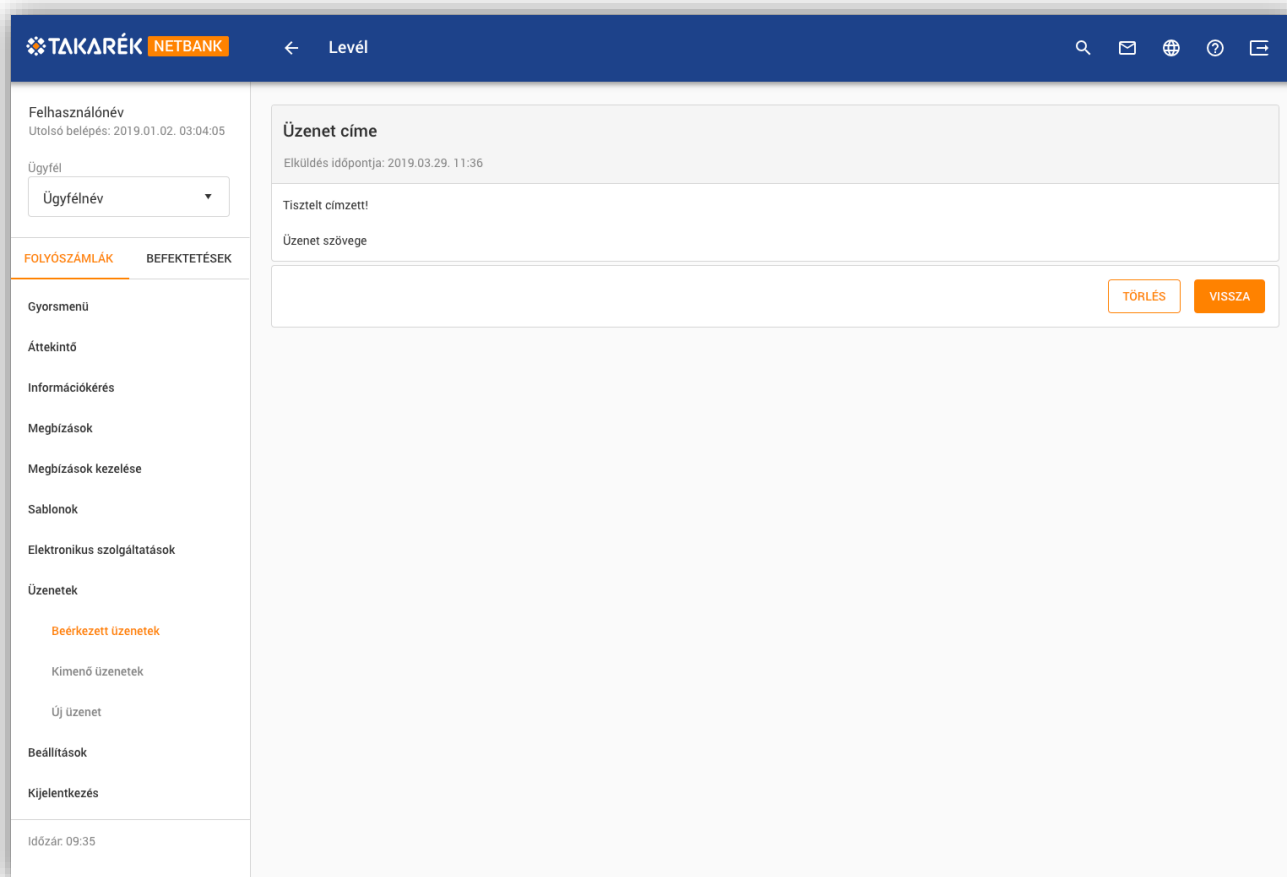 TAKARÉK NETBANK
Levél
Felhasználónév
Utolsó belépés: 2019.01.02. 03:04:05
Ügyfél
Ügyfélnév
FOLYÓSZÁMLÁK BEFEKTETÉSEK
Gyorsmenü
Áttekintő
Információkérés
Megbízások
Megbízások kezelése
Sablonok
Elektronikus szolgáltatások
Üzenetek
Beérkezett üzenetek
Kimenő üzenetek
Új üzenet
Beállítások
Kijelentkezés
Időzár: 09:35
Üzenet címe
Elküldés időpontja: 2019.03.29. 11:36
Tisztelt címzett!
Üzenet szövege
TÖRLÉS VISSZA